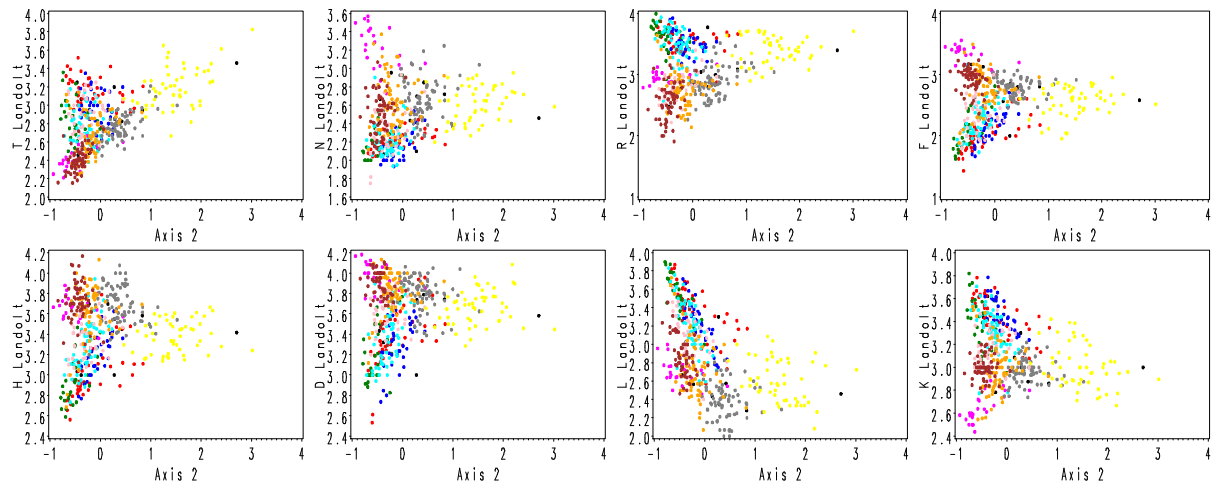 4.0
3.8
3.6
3.4
3.2
3.0
2.8
2.6
2.4
2.2
2.0
T Landolt
-1 0 1 2 3 4
Axis 2
3.6
3.4
3.2
3.0
2.8
2.6
2.4
2.2
2.0
1.8
1.6
N Landolt
-1 0 1 2 3 4
Axis 2
4
3
2
1
R Landolt
-1 0 1 2 3 4
Axis 2
4
3
2
1
F Landolt
-1 0 1 2 3 4
Axis 2
4.2
4.0
3.8
3.6
3.4
3.2
3.0
2.8
2.6
2.4
H Landolt
-1 0 1 2 3 4
Axis 2
4.2
4.0
3.8
3.6
3.4
3.2
3.0
2.8
2.6
2.4
D Landolt
-1 0 1 2 3 4
Axis 2
4.0
3.8
3.6
3.4
3.2
3.0
2.8
2.6
2.4
2.2
2.0
L Landolt
-1 0 1 2 3 4
Axis 2
4.0
3.8
3.6
3.4
3.2
3.0
2.8
2.6
2.4
K Landolt
-1 0 1 2 3 4
Axis 2